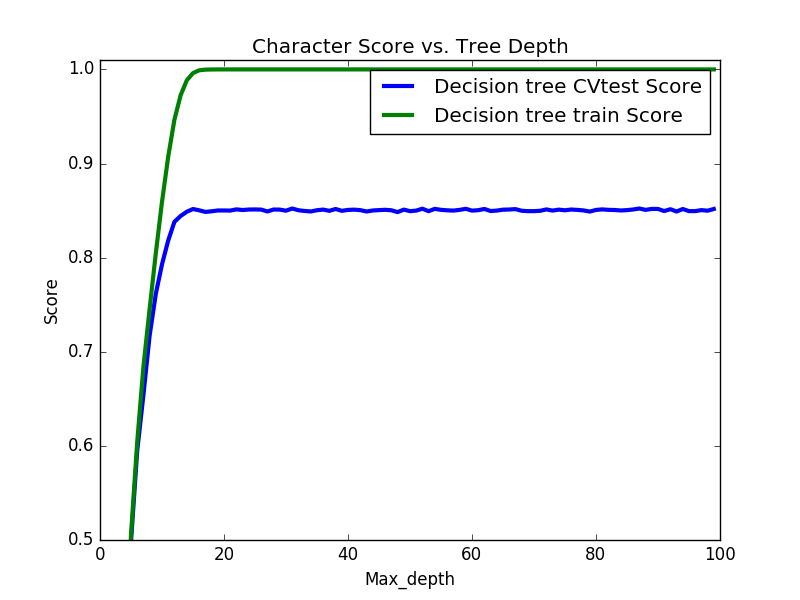 Character Score vs. Tree Depth
1.0
Decision tree CVtest Score
Decision tree train Score
0.9
0.8
0.7
0.6
0.5
Score
0
20
40
60
80
100
Max_depth